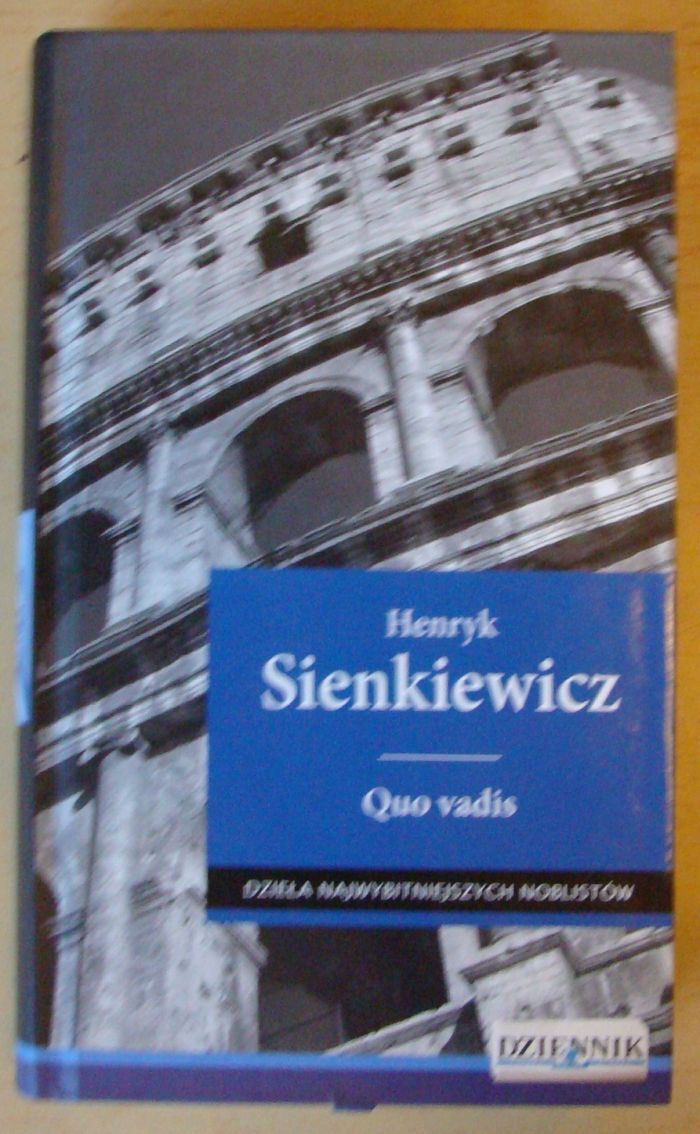 Henryk
Sienkiewicz
Quo vadis
DZIEŁA NAJWYBITNIEJSZYCH NOBLISTÓW
DZIENNIK